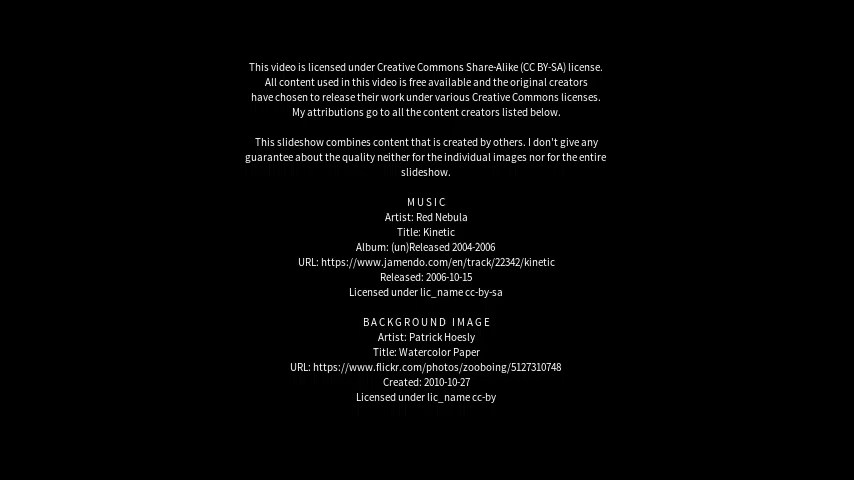 This video is licensed under Creative Commons Share-Alike (CC BY-SA) license.
All content used in this video is free available and the original creators
have chosen to release their work under various Creative Commons licenses.
My attributions go to all the content creators listed below.
This slideshow combines content that is created by others. I don't give any
guarantee about the quality neither for the individual images nor for the entire
slideshow.
MUSIC
Artist: Red Nebula
Title: Kinetic
Album: (un)Released 2004-2006
URL: https://www.jamendo.com/en/track/22342/kinetic
Released: 2006-10-15
Licensed under lic_name cc-by-sa
BACKGROUND IMAGE
Artist: Patrick Hoesly
Title: Watercolor Paper
URL: https://www.flickr.com/photos/zooboing/5127310748
Created: 2010-10-27
Licensed under lic_name cc-by